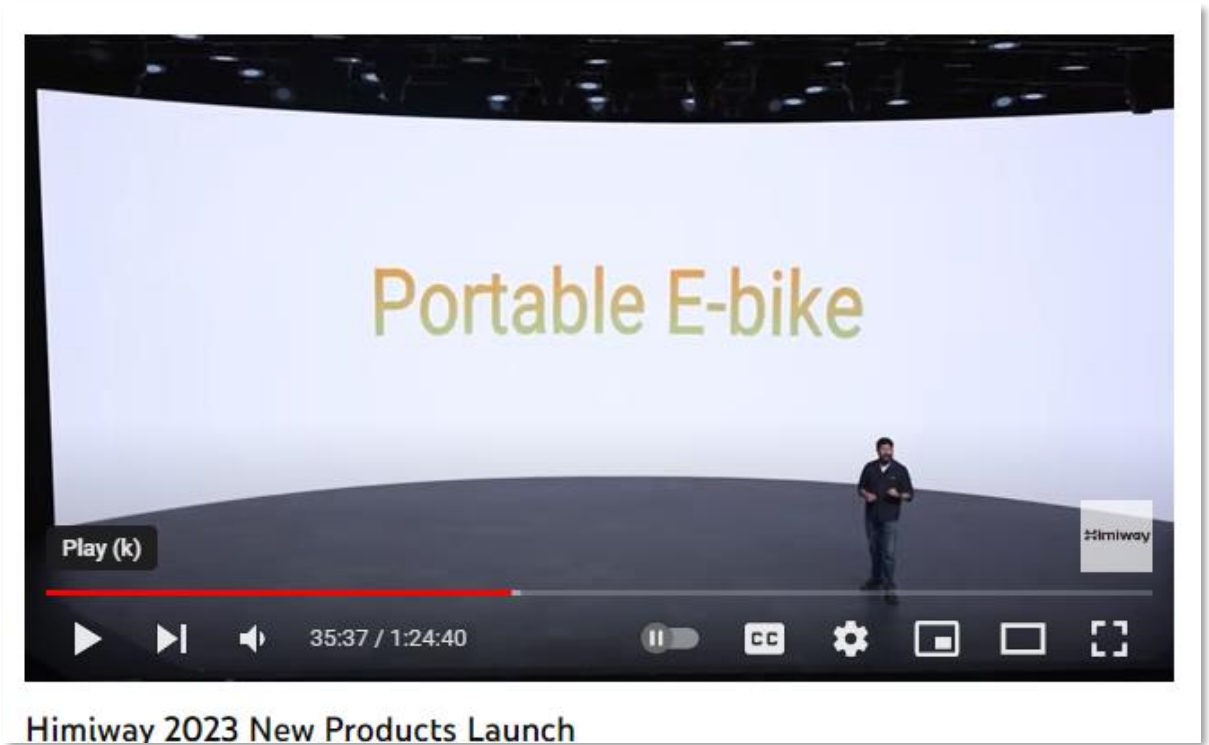 Portable E-bike
Himiway
Play (k)
35:37 / 1:24:40
CC
Himiway 2023 New Products Launch